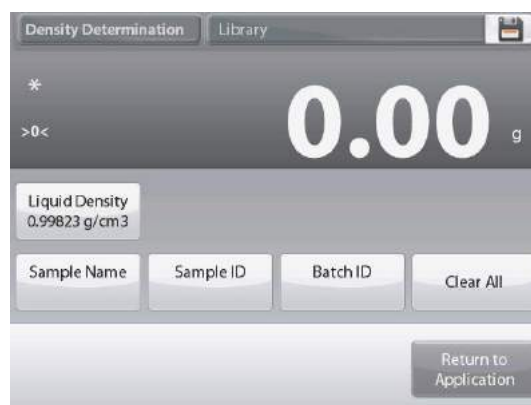 Density Determination Library
*
>0<
0.00 g
Liquid Density
0.99823 g/cm3
Sample Name Sample ID Batch ID Clear All
Return to
Application